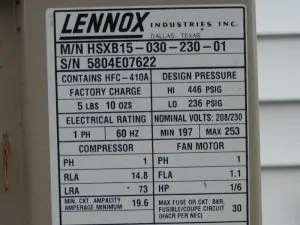 LENNOX INDUSTRIES INC.
DALLAS, TEXAS
M/N HSXB15-030-230-01
S/N 5804E07622
CONTAINS HFC-410A DESIGN PRESSURE
FACTORY CHARGE HI 446 PSIG
5 LBS 10 OZS LO 236 PSIG
ELECTRICAL RATING NOMINAL VOLTS: 208/230
1 PH 60 HZ MIN 197 MAX 253
COMPRESSOR FAN MOTOR
PH 1 PH 1
RLA 14.8 FLA 1.1
LRA 73 HP 1/6
MIN. CKT. AMPACITY MAX FUSE OR CKT. BKR.
AMPERAGE MINIMUM 19.6 FUSIBLE/COUPE CIRCUIT 30
(HACR PER NEC)